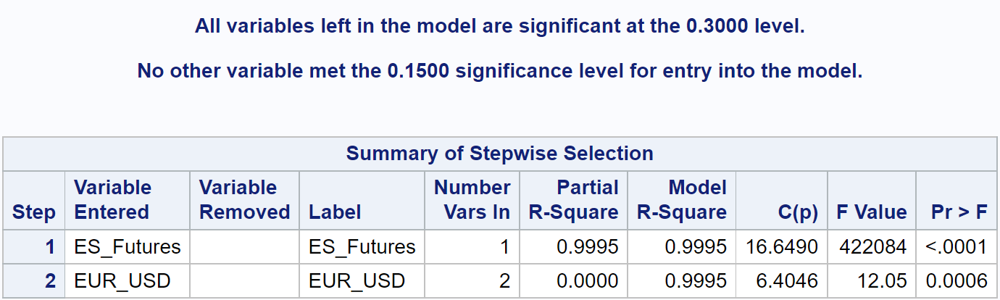 All variables left in the model are significant at the 0.3000 level.
No other variable met the 0.1500 significance level for entry into the model.
Summary of Stepwise Selection
Step Variable Entered Variable Removed Label Number Vars In Partial R-Square Model R-Square C(p) F Value Pr > F
1 ES_Futures ES_Futures 1 0.9995 0.9995 16.6490 422084 <.0001
2 EUR_USD EUR_USD 2 0.0000 0.9995 6.4046 12.05 0.0006